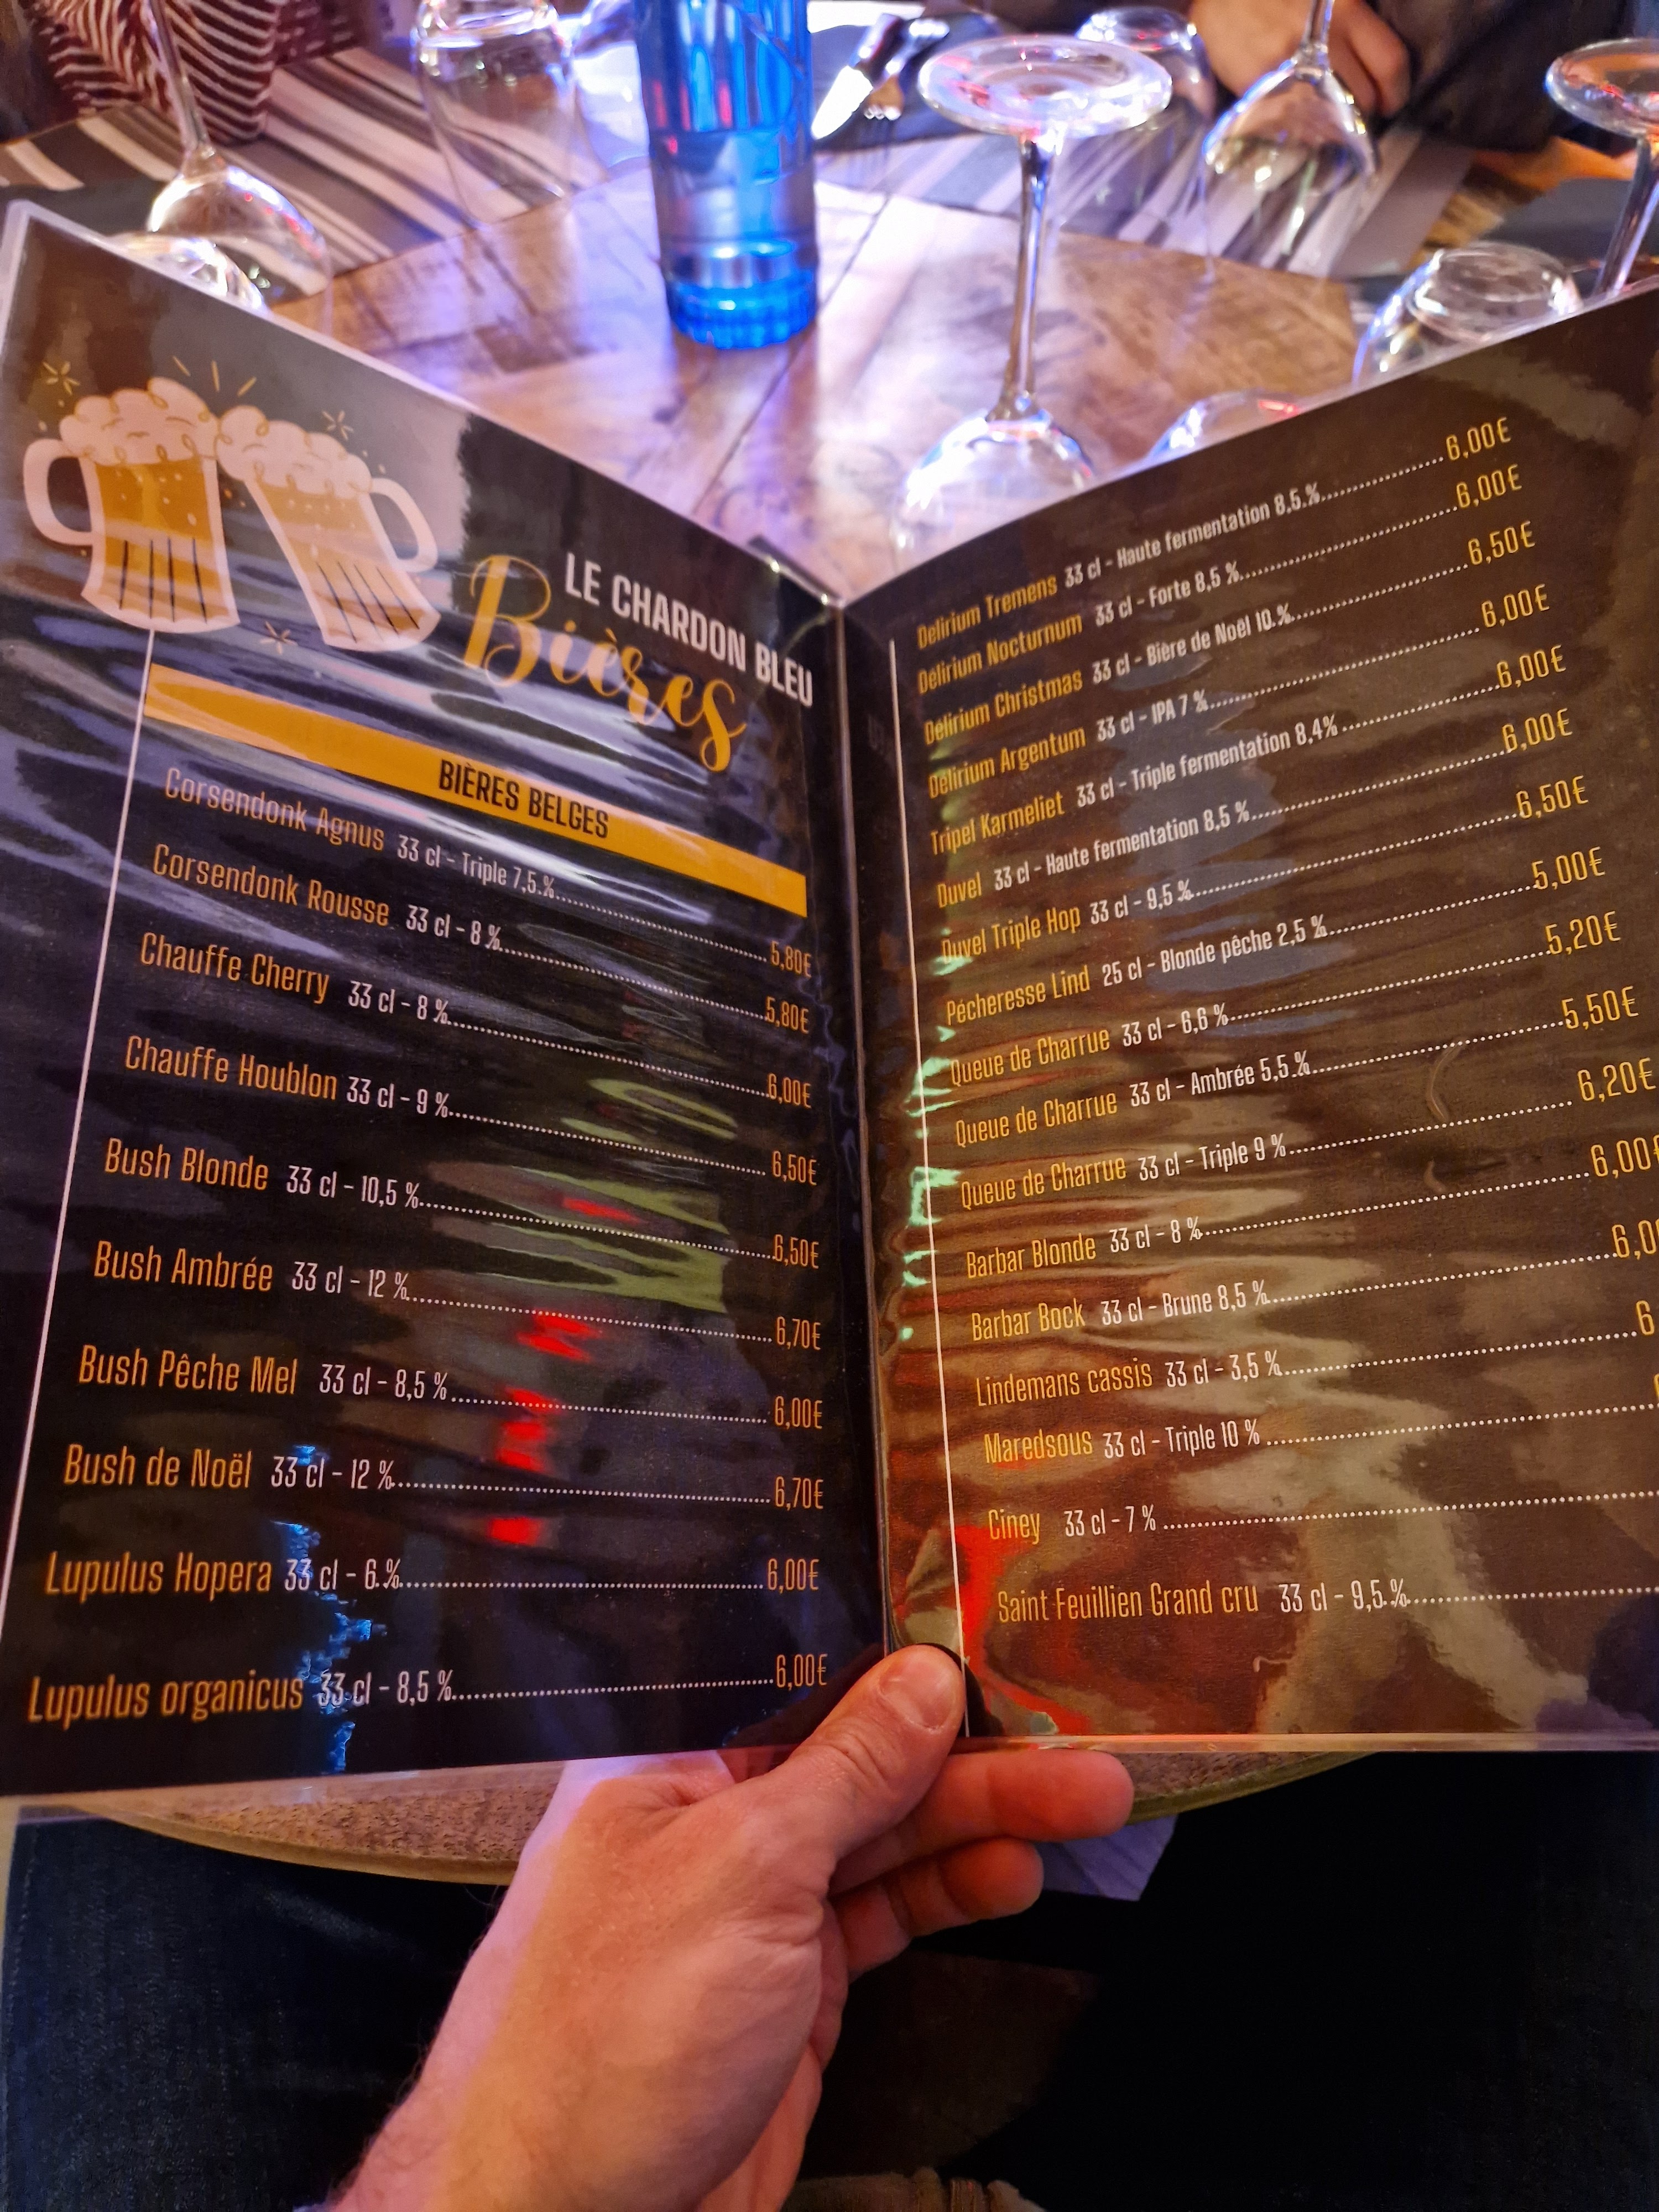 LE CHARDON BLEU
Bières
BIÈRES BELGES
Corsendonk Agnus 33 cl - Triple 7,5.%..........5,80€
Corsendonk Rousse 33 cl - 8 %..........5,80€
Chauffe Cherry 33 cl - 8 %..........6,00€
Chauffe Houblon 33 cl - 9 %..........6,50€
Bush Blonde 33 cl - 10,5 %..........6,50€
Bush Ambrée 33 cl - 12 %..........6,70€
Bush Pêche Mel 33 cl - 8,5 %..........6,00€
Bush de Noël 33 cl - 12 %..........6,70€
Lupulus Hopera 33 cl - 6.%..........6,00€
Lupulus organicus 33 cl - 8,5 %..........6,00€
Delirium Tremens 33 cl - Haute fermentation 8.5.%..........6,00€
Délirium Nocturnum 33 cl - Forte 8,5 %..........6,00€
Délirium Christmas 33 cl - Bière de Noël 10.%..........6,50€
Délirium Argentum 33 cl - IPA 7 %..........6,00€
Tripel Karmeliet 33 cl - Triple fermentation 8,4%..........6,00€
Duvel 33 cl - Haute fermentation 8,5 %..........6,00€
Duvel Triple Hop 33 cl - 9,5 %..........6,50€
Pécheresse Lind 25 cl - Blonde pêche 2,5 %..........5,00€
Queue de Charrue 33 cl - 6,6 %..........5,20€
Queue de Charrue 33 cl - Ambrée 5,5.%..........5,50€
Queue de Charrue 33 cl - Triple 9 %..........6,20€
Barbar Blonde 33 cl - 8 %..........6,00€
Barbar Bock 33 cl - Brune 8,5 %..........6,0
Lindemans cassis 33 cl - 3,5 %..........6
Maredsous 33 cl - Triple 10 %..........
Ciney 33 cl - 7 %..........
Saint Feuillien Grand cru 33 cl - 9,5.%..........